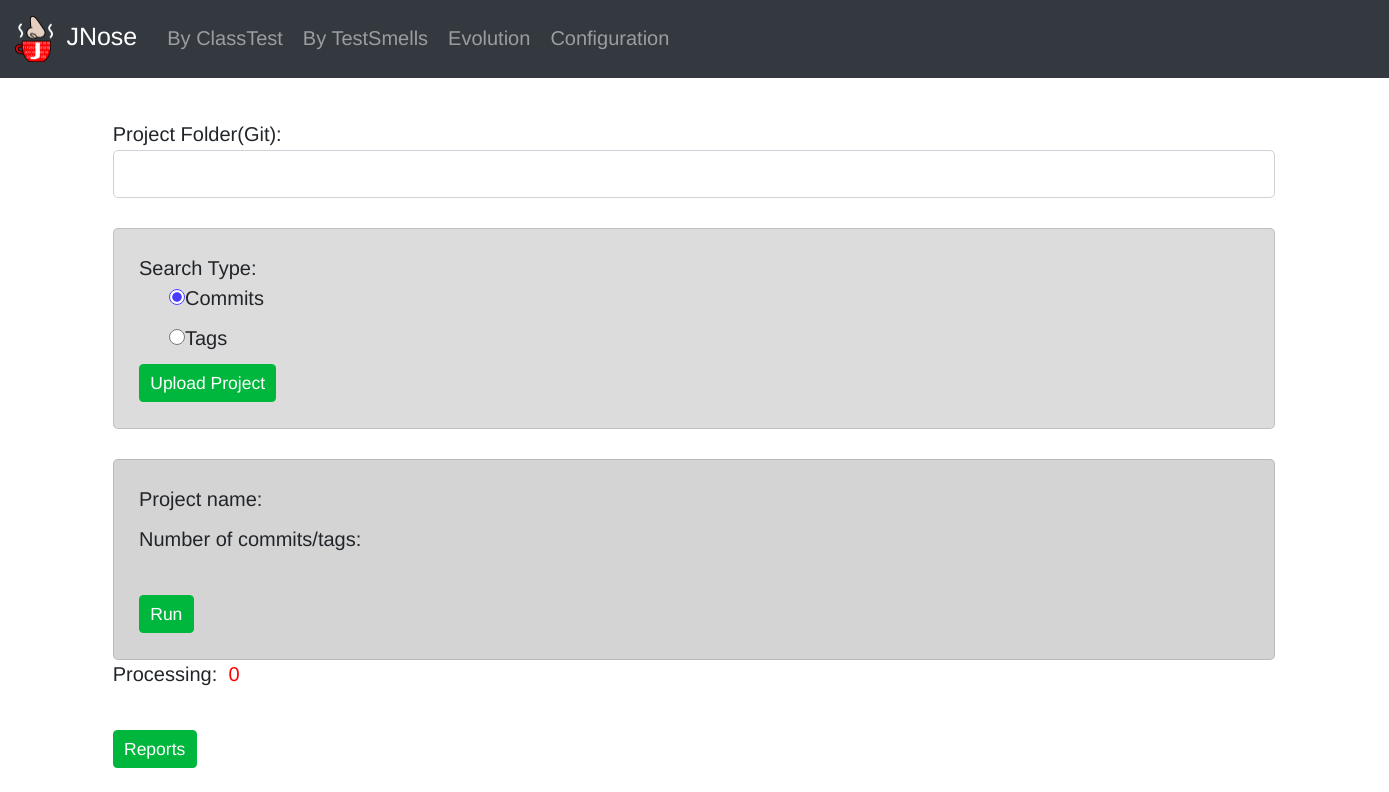 JNose By ClassTest By TestSmells Evolution Configuration
Project Folder(Git):
Search Type:
Commits
Tags
Upload Project
Project name:
Number of commits/tags:
Run
Processing: 0
Reports